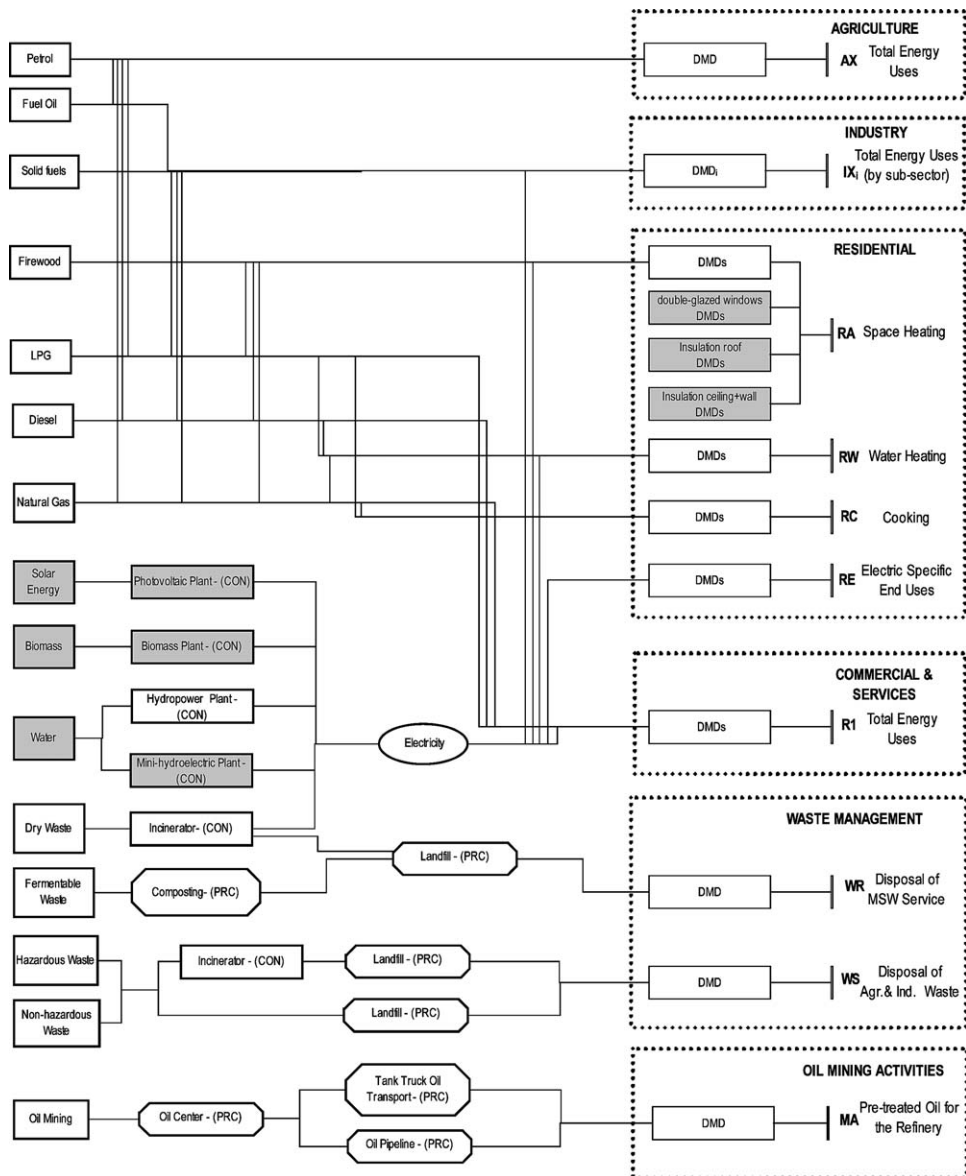 AGRICULTURE
Petrol
DMD
AX
Total Energy
Uses
Fuel Oil
INDUSTRY
Solid fuels
DMDi
IXi
Total Energy Uses
(by sub-sector)
RESIDENTIAL
Firewood
DMDs
double-glazed windows
DMDs
RA
Space Heating
LPG
Insulation roof
DMDs
Insulation ceiling+wall
DMDs
Diesel
DMDs
RW
Water Heating
Natural Gas
DMDs
RC
Cooking
Solar
Energy
Photovoltaic Plant - (CON)
DMDs
RE
Electric Specific
End Uses
Biomass
Biomass Plant - (CON)
COMMERCIAL &
SERVICES
Hydropower Plant -
(CON)
Water
Electricity
DMDs
R1
Total Energy
Uses
Mini-hydroelectric Plant -
(CON)
WASTE MANAGEMENT
Dry Waste
Incinerator- (CON)
Landfill - (PRC)
Fermentable
Waste
Composting- (PRC)
DMD
WR
Disposal of
MSW Service
Hazardous Waste
Incinerator - (CON)
Landfill - (PRC)
DMD
WS
Disposal of
Agr.& Ind. Waste
Non-hazardous
Waste
Landfill - (PRC)
OIL MINING ACTIVITIES
Tank Truck Oil
Transport - (PRC)
Oil Mining
Oil Center - (PRC)
DMD
MA
Pre-treated Oil for
the Refinery
Oil Pipeline - (PRC)